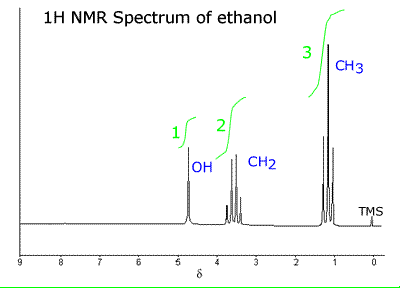 1H NMR Spectrum of ethanol
3
CH3
1
2
OH
CH2
TMS
9 8 7 6 5 4 3 2 1 0
δ